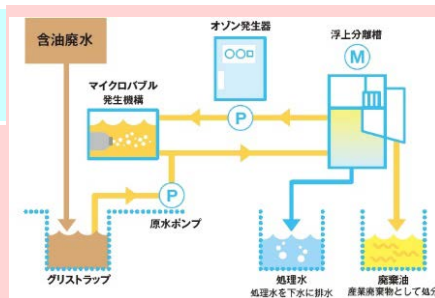 含油廃水
オゾン発生器
浮上分離槽
M
マイクロバブル
発生機構
P
P
原水ポンプ
グリストラップ
処理水
処理水を下水に排水
廃棄油
産業廃棄物として処分